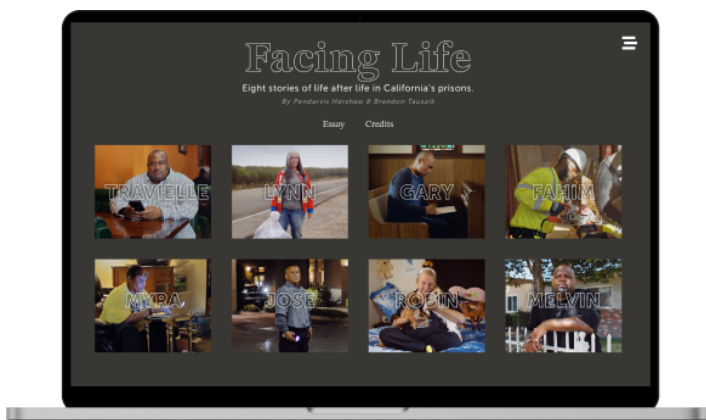 Facing Life
Eight stories of life after life in California's prisons.
By Pendarvis Harshaw & Brandon Tauszik
Essay Credits
TRAVIELLE LYNN GARY FAHIM
MYRA JOSE ROBIN MELVIN